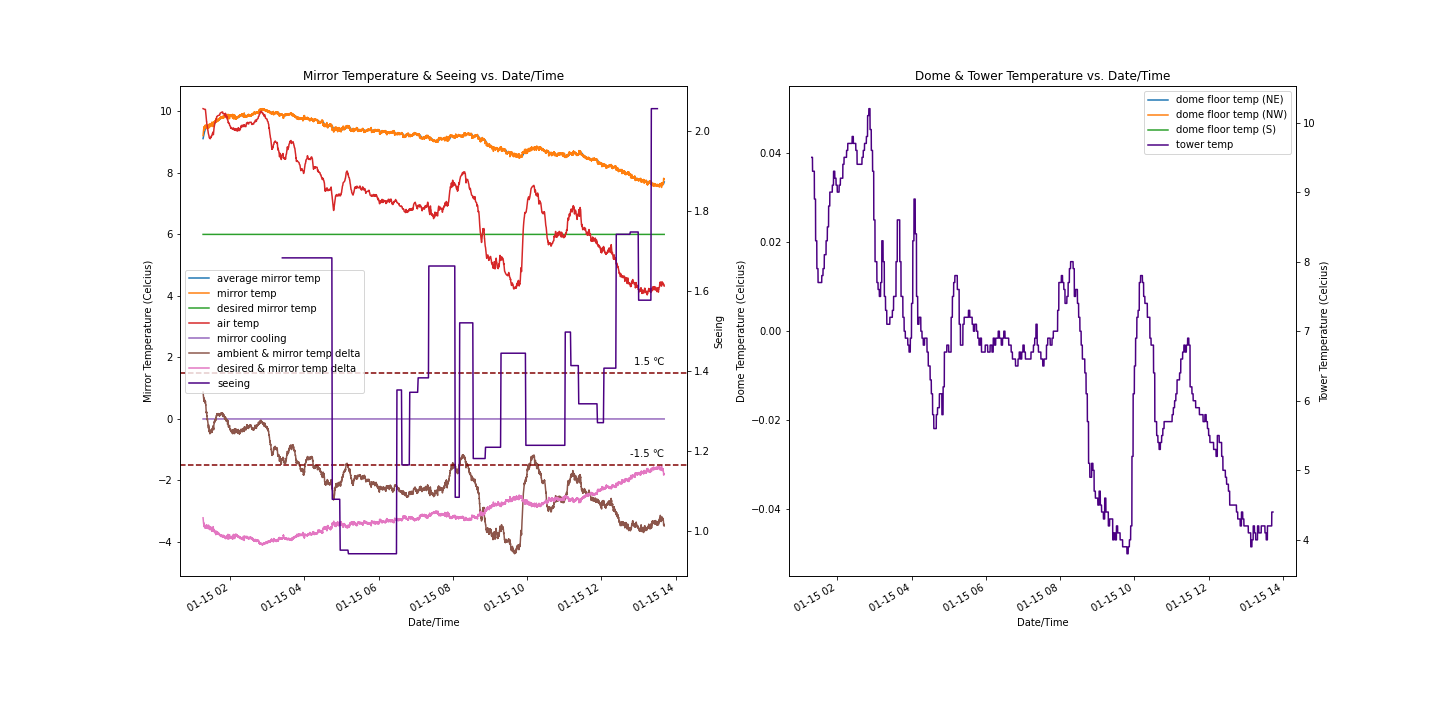 Mirror Temperature & Seeing vs. Date/Time
10
8
6
4
2
0
−2
−4
Mirror Temperature (Celcius)
average mirror temp
mirror temp
desired mirror temp
air temp
mirror cooling
ambient & mirror temp delta
desired & mirror temp delta
seeing
1.5 °C
-1.5 °C
2.0
1.8
1.6
1.4
1.2
1.0
Seeing
01-15 02
01-15 04
01-15 06
01-15 08
01-15 10
01-15 12
01-15 14
Date/Time
Dome & Tower Temperature vs. Date/Time
0.04
0.02
0.00
−0.02
−0.04
Dome Temperature (Celcius)
dome floor temp (NE)
dome floor temp (NW)
dome floor temp (S)
tower temp
10
9
8
7
6
5
4
Tower Temperature (Celcius)
01-15 02
01-15 04
01-15 06
01-15 08
01-15 10
01-15 12
01-15 14
Date/Time